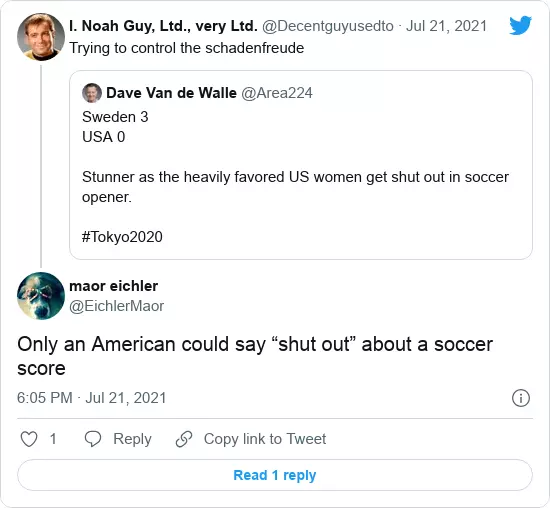 I. Noah Guy, Ltd., very Ltd. @Decentguyusedto · Jul 21, 2021
Trying to control the schadenfreude
Dave Van de Walle @Area224
Sweden 3
USA 0
Stunner as the heavily favored US women get shut out in soccer
opener.
#Tokyo2020
maor eichler
@EichlerMaor
Only an American could say “shut out” about a soccer
score
6:05 PM · Jul 21, 2021
1 Reply Copy link to Tweet
Read 1 reply